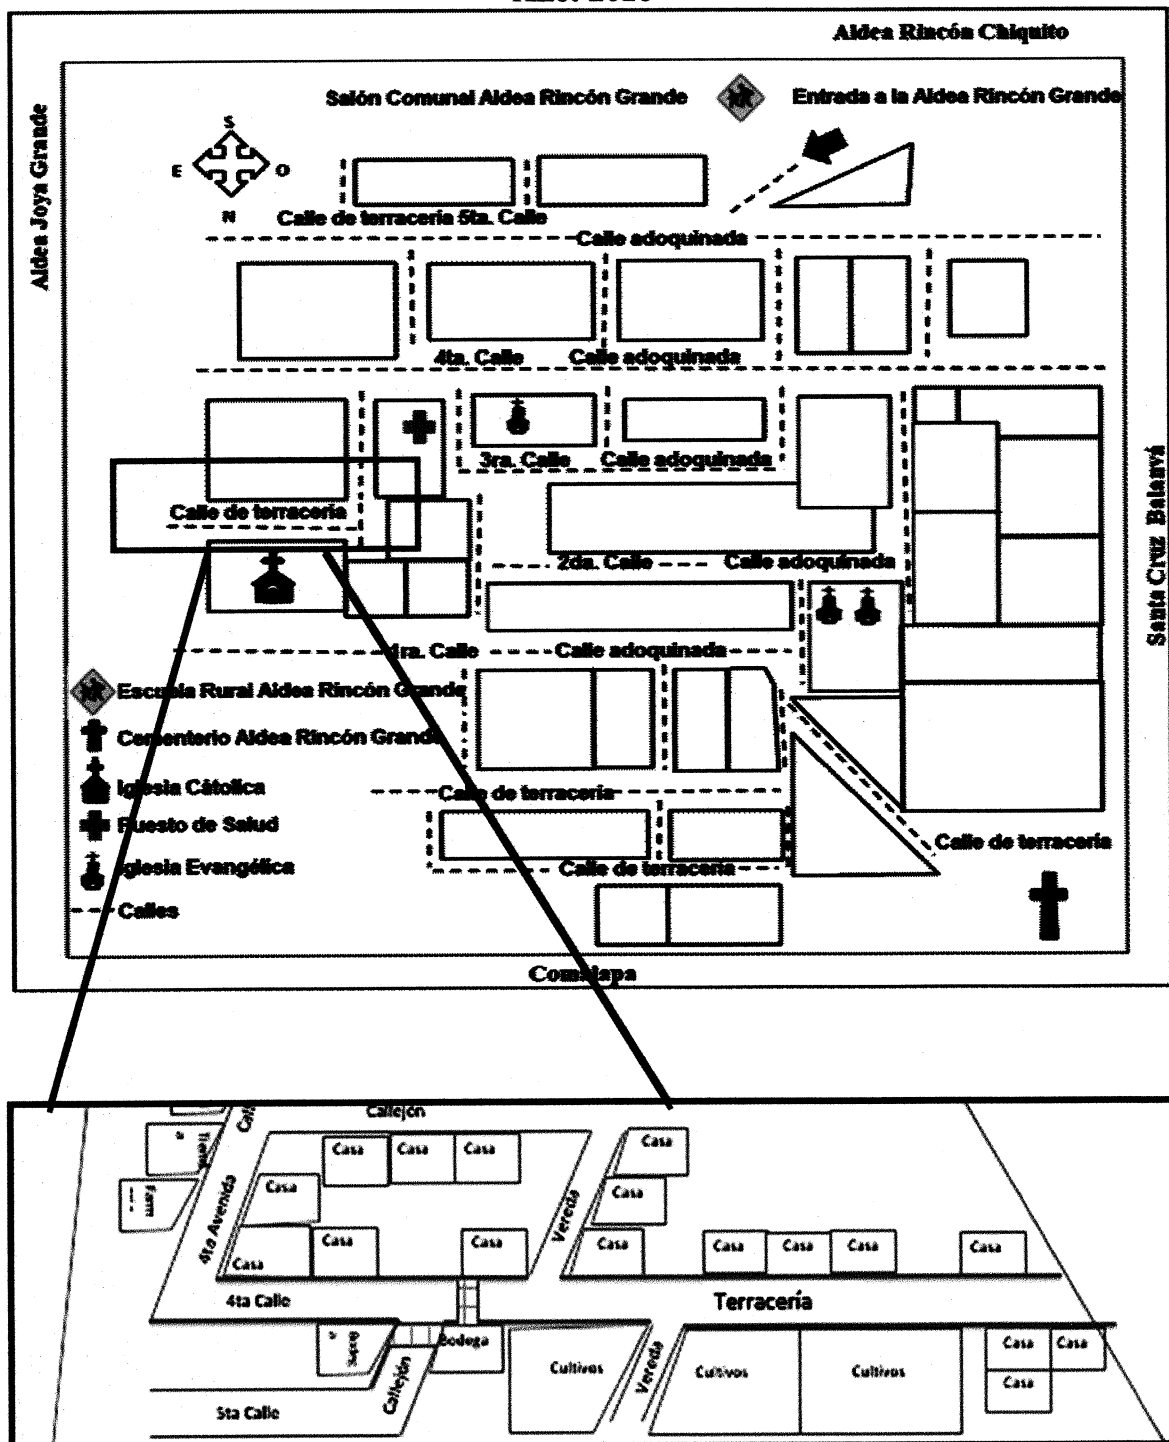 Aldea Rincón Chiquito
Aldea Joya Grande
Salón Comunal Aldea Rincón Grande
Entrada a la Aldea Rincón Grande
S
E
O
N
Calle de terracería 5ta. Calle
Calle adoquinada
4ta. Calle
Calle adoquinada
3ra. Calle
Calle adoquinada
Calle de terracería
2da. Calle
Calle adoquinada
Santa Cruz Balanyá
1ra. Calle
Calle adoquinada
Escuela Rural Aldea Rincón Grande
Cementerio Aldea Rincón Grande
Iglesia Cátolica
Calle de terracería
Puesto de Salud
Calle de terracería
Iglesia Evangélica
Calle de terracería
Calles
Comalapa
Callejón
Casa
Casa
Casa
Casa
Casa
Casa
4ta Avenida
Vereda
Casa
Casa
Casa
Casa
Casa
Casa
Casa
Casa
Casa
4ta Calle
Terracería
Bodega
Casa
Casa
Callejón
Cultivos
Vereda
Cultivos
Cultivos
Casa
5ta Calle